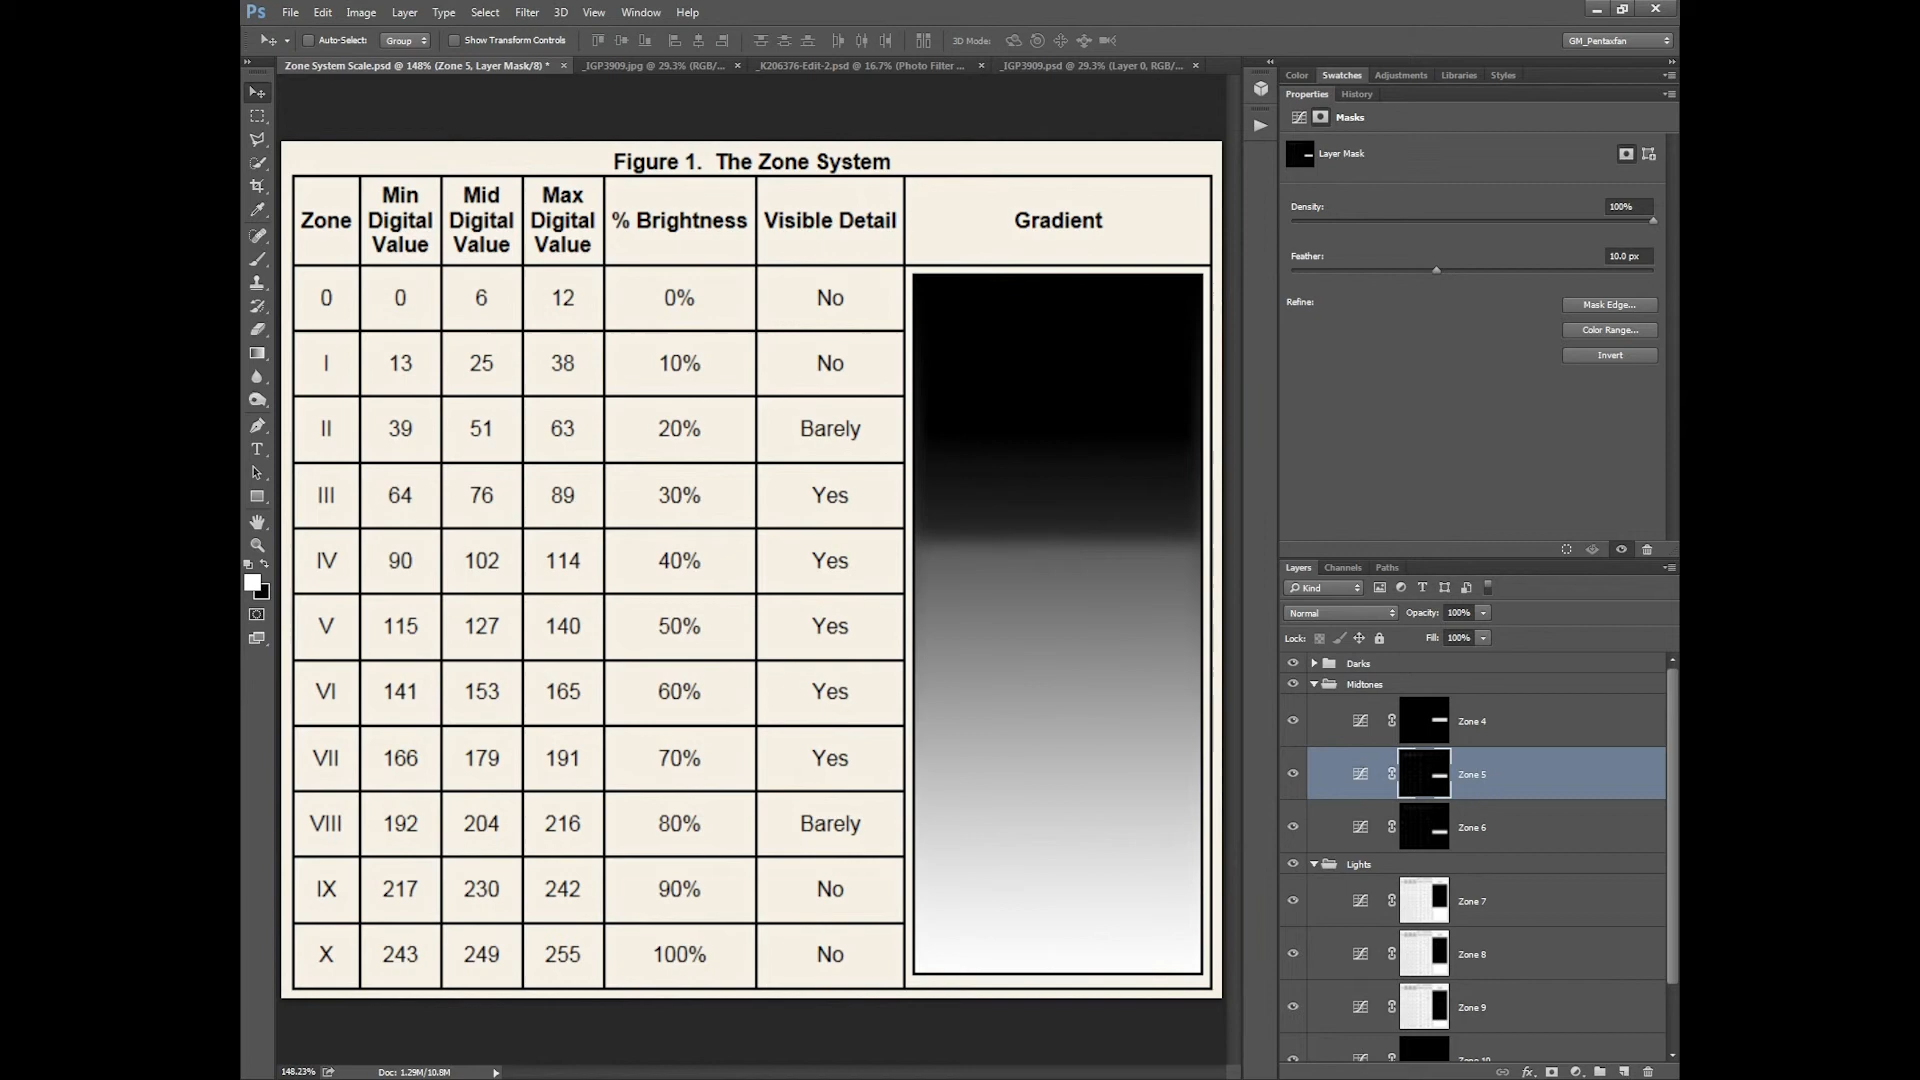 Ps File Edit Image Layer Type Select Filter 3D View Window Help
Auto-Select: Group Show Transform Controls 3D Mode: GM_Pentaxfan
Zone System Scale.psd @ 148% (Zone 5, Layer Mask/8) * × _IGP3909.jpg @ 29.3% (RGB/... × _K206376-Edit-2.psd @ 16.7% (Photo Filter ... × _IGP3909.psd @ 29.3% (Layer 0, RGB/... ×
Color Swatches Adjustments Libraries Styles
Properties History
Masks
Layer Mask
Density: 100%
Feather: 10.0 px
Refine: Mask Edge...
Color Range...
Invert
Figure 1. The Zone System
Zone Min Digital Value Mid Digital Value Max Digital Value % Brightness Visible Detail Gradient
0 0 6 12 0% No
I 13 25 38 10% No
II 39 51 63 20% Barely
III 64 76 89 30% Yes
IV 90 102 114 40% Yes
V 115 127 140 50% Yes
VI 141 153 165 60% Yes
VII 166 179 191 70% Yes
VIII 192 204 216 80% Barely
IX 217 230 242 90% No
X 243 249 255 100% No
Layers Channels Paths
Kind
Normal Opacity: 100%
Lock: Fill: 100%
Darks
Midtones
Zone 4
Zone 5
Zone 6
Lights
Zone 7
Zone 8
Zone 9
Zone 10
148.23% Doc: 1.29M/10.8M